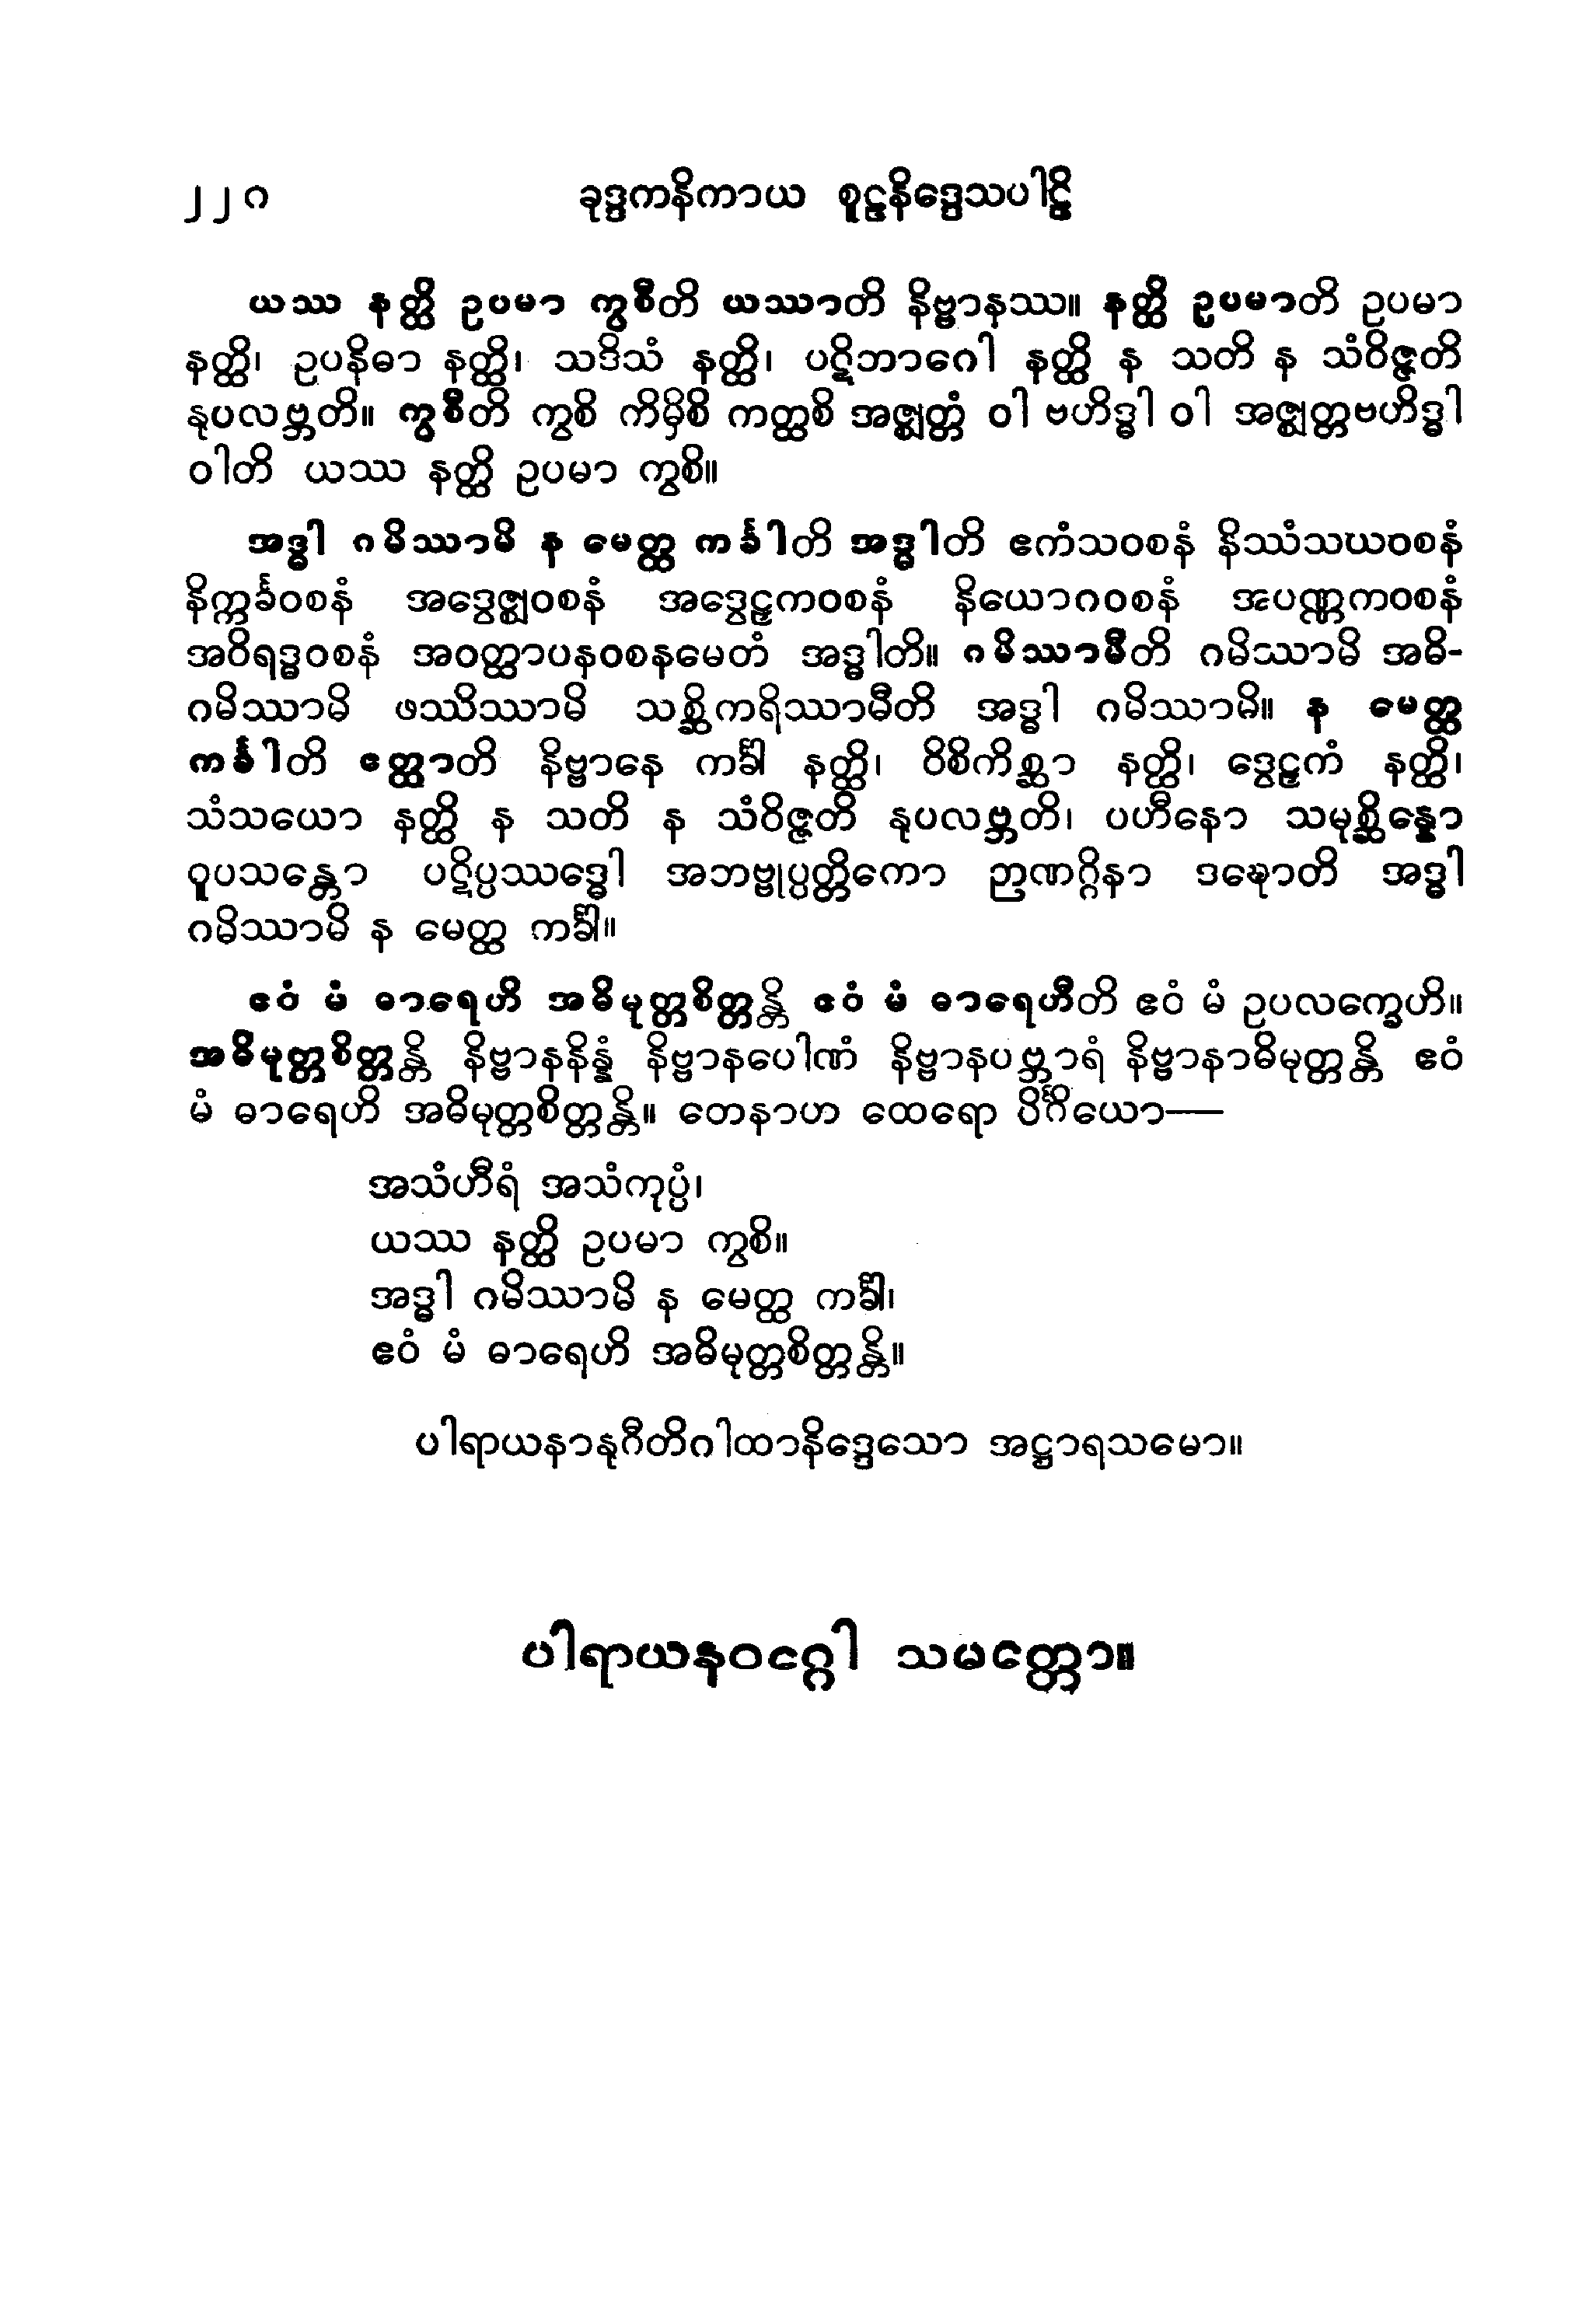 ၂၂၀ ခုဒ္ဒကနိကာယ စူဠနိဒ္ဒေသပါဠိ
ယဿ နတ္ထိ ဥပမာ ကွစီတိ ယဿာတိ နိဗ္ဗာနဿ။ နတ္ထိ ဥပမာတိ ဥပမာ
နတ္ထိ၊ ဥပနိဓာ နတ္ထိ၊ သဒိသံ နတ္ထိ၊ ပဋိဘာဂေါ နတ္ထိ န သတိ န သံဝိဇ္ဇတိ
နုပလဗ္ဘတိ။ ကွစီတိ ကွစိ ကိမှိစိ ကတ္ထစိ အဇ္ဈတ္တံ ဝါ ဗဟိဒ္ဓါ ဝါ အဇ္ဈတ္တဗဟိဒ္ဓါ
ဝါတိ ယဿ နတ္ထိ ဥပမာ ကွစိ။
အဒ္ဓါ ဂမိဿာမိ န မေတ္ထ ကင်္ခါတိ အဒ္ဓါတိ ဧကံသဝစနံ နိဿံသယဝစနံ
နိက္ကင်္ခဝစနံ အဒွေဇ္ဈဝစနံ အဒွေဠှကဝစနံ နိယောဂဝစနံ အပဏ္ဏကဝစနံ
အဝိရဒ္ဓဝစနံ အဝတ္ထာပနဝစနမေတံ အဒ္ဓါတိ။ ဂမိဿာမီတိ ဂမိဿာမိ အဓိ-
ဂမိဿာမိ ဖဿိဿာမိ သစ္ဆိကရိဿာမီတိ အဒ္ဓါ ဂမိဿာမိ။ န မေတ္ထ
ကင်္ခါတိ ဧတ္ထာတိ နိဗ္ဗာနေ ကင်္ခါ နတ္ထိ၊ ဝိစိကိစ္ဆာ နတ္ထိ၊ ဒွေဠှကံ နတ္ထိ၊
သံသယော နတ္ထိ န သတိ န သံဝိဇ္ဇတိ နုပလဗ္ဘတိ၊ ပဟီနော သမုစ္ဆိန္နော
ဝူပသန္တော ပဋိပ္ပဿဒ္ဓေါ အဘဗ္ဗုပ္ပတ္တိကော ဉာဏဂ္ဂိနာ ဒဍ္ဎောတိ အဒ္ဓါ
ဂမိဿာမိ န မေတ္ထ ကင်္ခါ။
ဧဝံ မံ ဓာရေဟိ အဓိမုတ္တစိတ္တန္တိ ဧဝံ မံ ဓာရေဟီတိ ဧဝံ မံ ဥပလက္ခေဟိ။
အဓိမုတ္တစိတ္တန္တိ နိဗ္ဗာနနိန္နံ နိဗ္ဗာနပေါဏံ နိဗ္ဗာနပဗ္ဘာရံ နိဗ္ဗာနာဓိမုတ္တန္တိ ဧဝံ
မံ ဓာရေဟိ အဓိမုတ္တစိတ္တန္တိ။ တေနာဟ ထေရော ပိင်္ဂိယော—
အသံဟီရံ အသံကုပ္ပံ၊
ယဿ နတ္ထိ ဥပမာ ကွစိ။
အဒ္ဓါ ဂမိဿာမိ န မေတ္ထ ကင်္ခါ၊
ဧဝံ မံ ဓာရေဟိ အဓိမုတ္တစိတ္တန္တိ။
ပါရာယနာနုဂီတိဂါထာနိဒ္ဒေသော အဋ္ဌာရသမော။
ပါရာယနဝဂ္ဂေါ သမတ္တော။